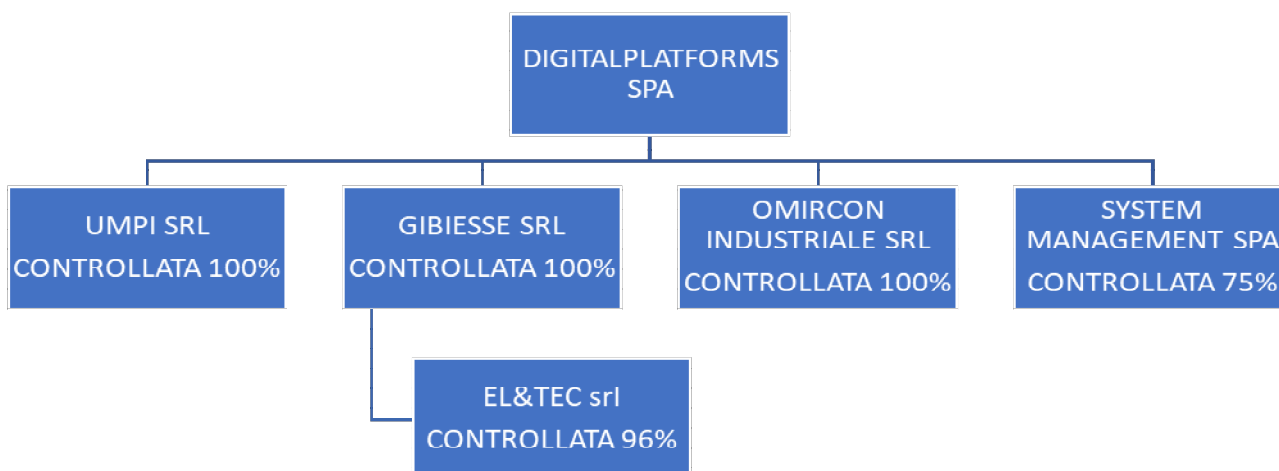 DIGITALPLATFORMS
SPA
UMPI SRL
CONTROLLATA 100%
GIBIESSE SRL
CONTROLLATA 100%
OMIRCON
INDUSTRIALE SRL
CONTROLLATA 100%
SYSTEM
MANAGEMENT SPA
CONTROLLATA 75%
EL&TEC srl
CONTROLLATA 96%